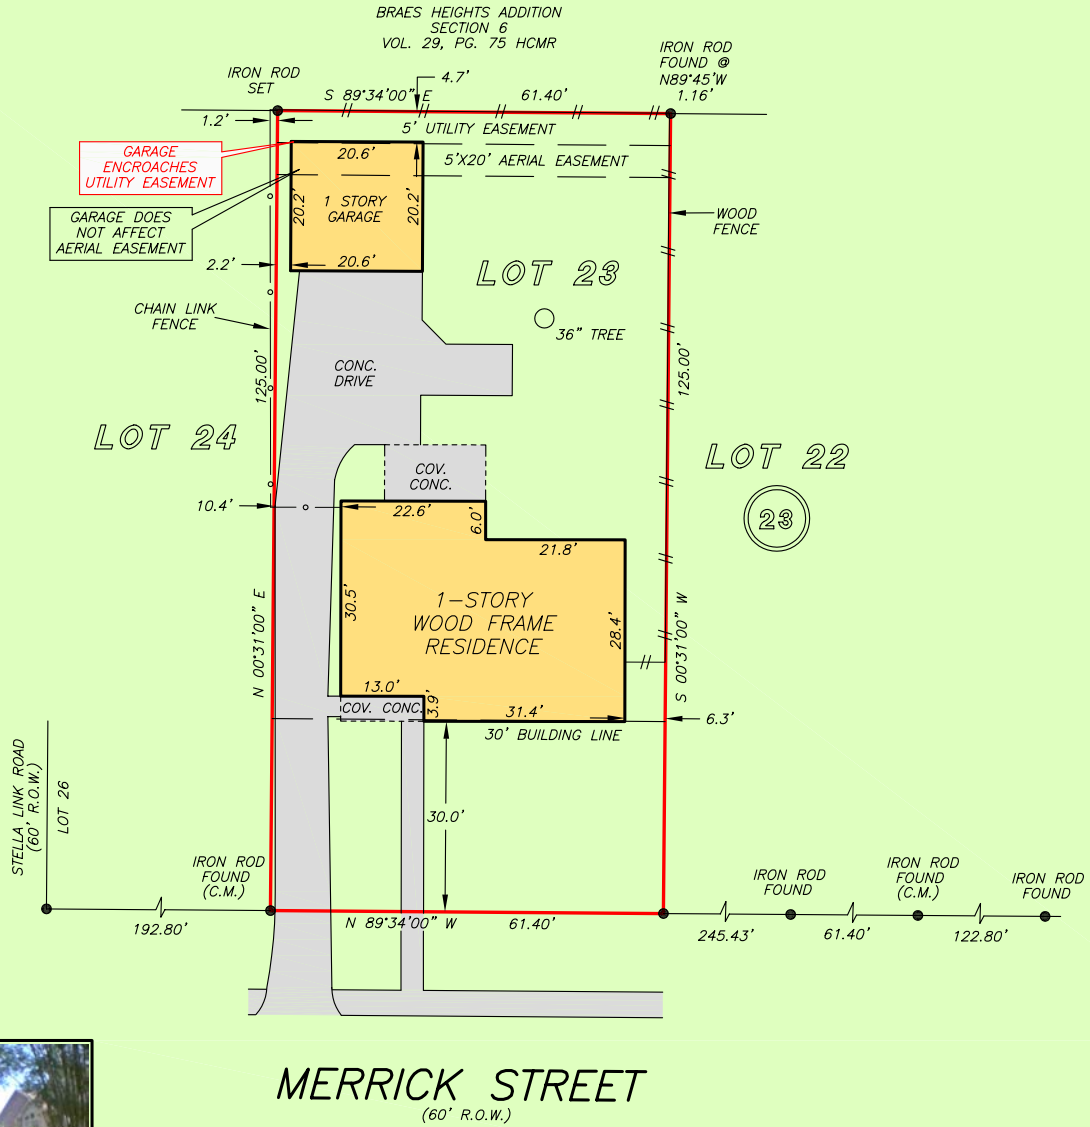 BRAES HEIGHTS ADDITION
SECTION 6
VOL. 29, PG. 75 HCMR
IRON ROD
FOUND @
N89°45'W
1.16'
IRON ROD
SET
4.7'
S 89°34'00" E
61.40'
1.2'
5' UTILITY EASEMENT
GARAGE
ENCROACHES
UTILITY EASEMENT
20.6'
5'X20' AERIAL EASEMENT
GARAGE DOES
NOT AFFECT
AERIAL EASEMENT
20.2'
1 STORY
GARAGE
20.2'
WOOD
FENCE
2.2'
20.6'
LOT 23
CHAIN LINK
FENCE
36" TREE
125.00'
CONC.
DRIVE
125.00'
LOT 24
LOT 22
COV.
CONC.
10.4'
22.6'
6.0'
23
21.8'
30.5'
1-STORY
WOOD FRAME
RESIDENCE
28.4'
N 00°31'00" E
S 00°31'00" W
13.0'
COV. CONC.
3.9'
31.4'
6.3'
30' BUILDING LINE
STELLA LINK ROAD
(60' R.O.W.)
LOT 26
30.0'
IRON ROD
FOUND
(C.M.)
IRON ROD
FOUND
IRON ROD
FOUND
(C.M.)
IRON ROD
FOUND
192.80'
N 89°34'00" W
61.40'
245.43'
61.40'
122.80'
MERRICK STREET
(60' R.O.W.)